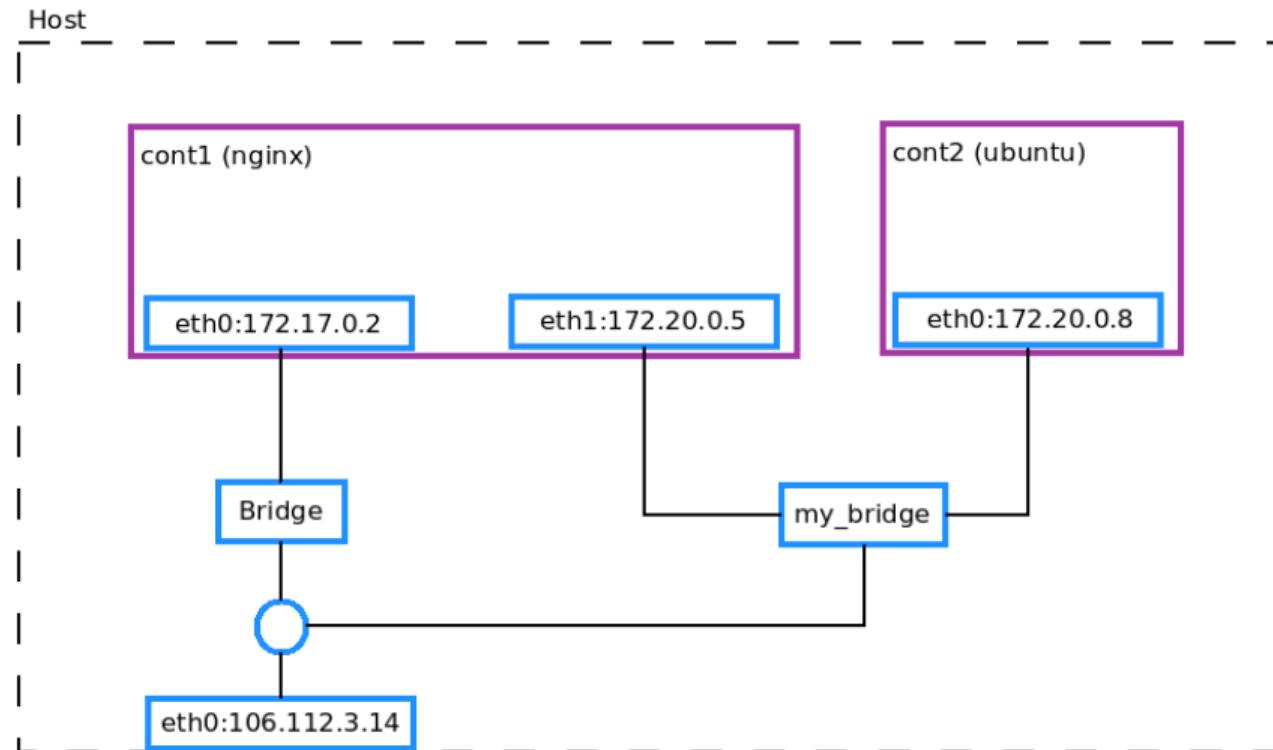 Host
cont1 (nginx)
cont2 (ubuntu)
eth0:172.17.0.2
eth1:172.20.0.5
eth0:172.20.0.8
Bridge
my_bridge
eth0:106.112.3.14